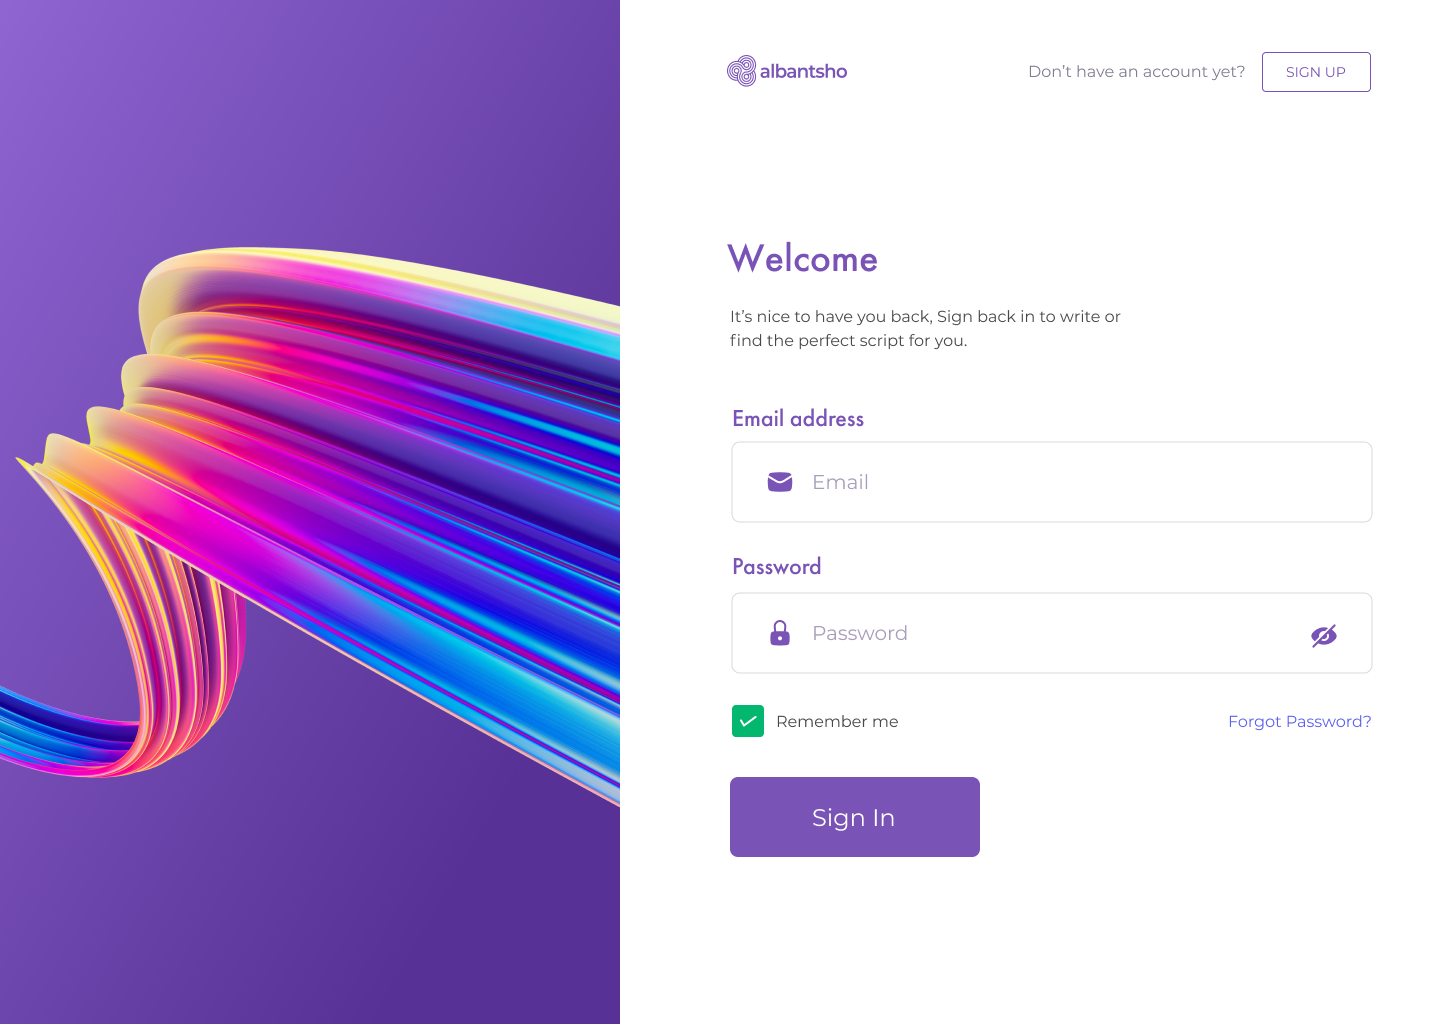 albantsho
Don’t have an account yet?
SIGN UP
Welcome
It’s nice to have you back, Sign back in to write or
find the perfect script for you.
Email address
Email
Password
Password
Remember me
Forgot Password?
Sign In